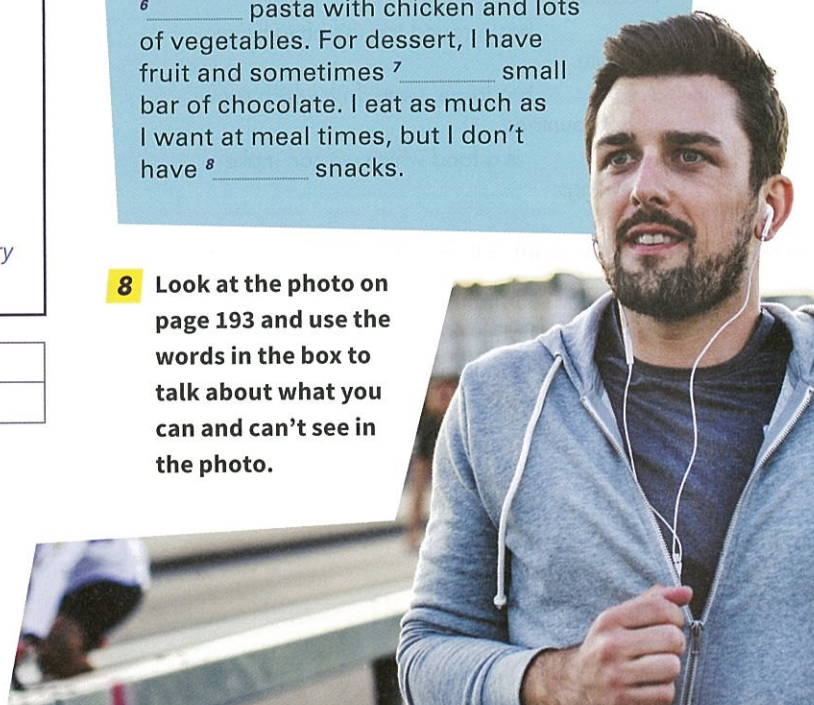 6 ________ pasta with chicken and lots
of vegetables. For dessert, I have
fruit and sometimes 7 ________ small
bar of chocolate. I eat as much as
I want at meal times, but I don't
have 8 ________ snacks.
8 Look at the photo on
page 193 and use the
words in the box to
talk about what you
can and can't see in
the photo.